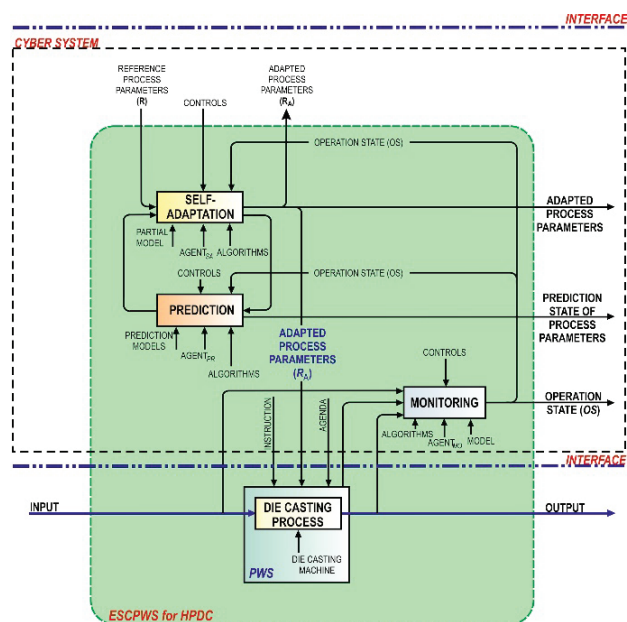 INTERFACE
CYBER SYSTEM
REFERENCE
PROCESS
PARAMETERS
(R)
CONTROLS
ADAPTED
PROCESS
PARAMETERS
(RA)
OPERATION STATE (OS)
SELF-
ADAPTATION
ADAPTED
PROCESS
PARAMETERS
PARTIAL
MODEL
AGENTSA
ALGORITHMS
CONTROLS
OPERATION STATE (OS)
PREDICTION
PREDICTION
STATE OF
PROCESS
PARAMETERS
PREDICTION
MODELS
AGENTPR
ALGORITHMS
ADAPTED
PROCESS
PARAMETERS
(RA)
CONTROLS
MONITORING
OPERATION
STATE (OS)
ALGORITHMS
AGENTMO
MODEL
INSTRUCTION
AGENDA
INTERFACE
INPUT
DIE CASTING
PROCESS
OUTPUT
DIE CASTING
MACHINE
PWS
ESCPWS for HPDC